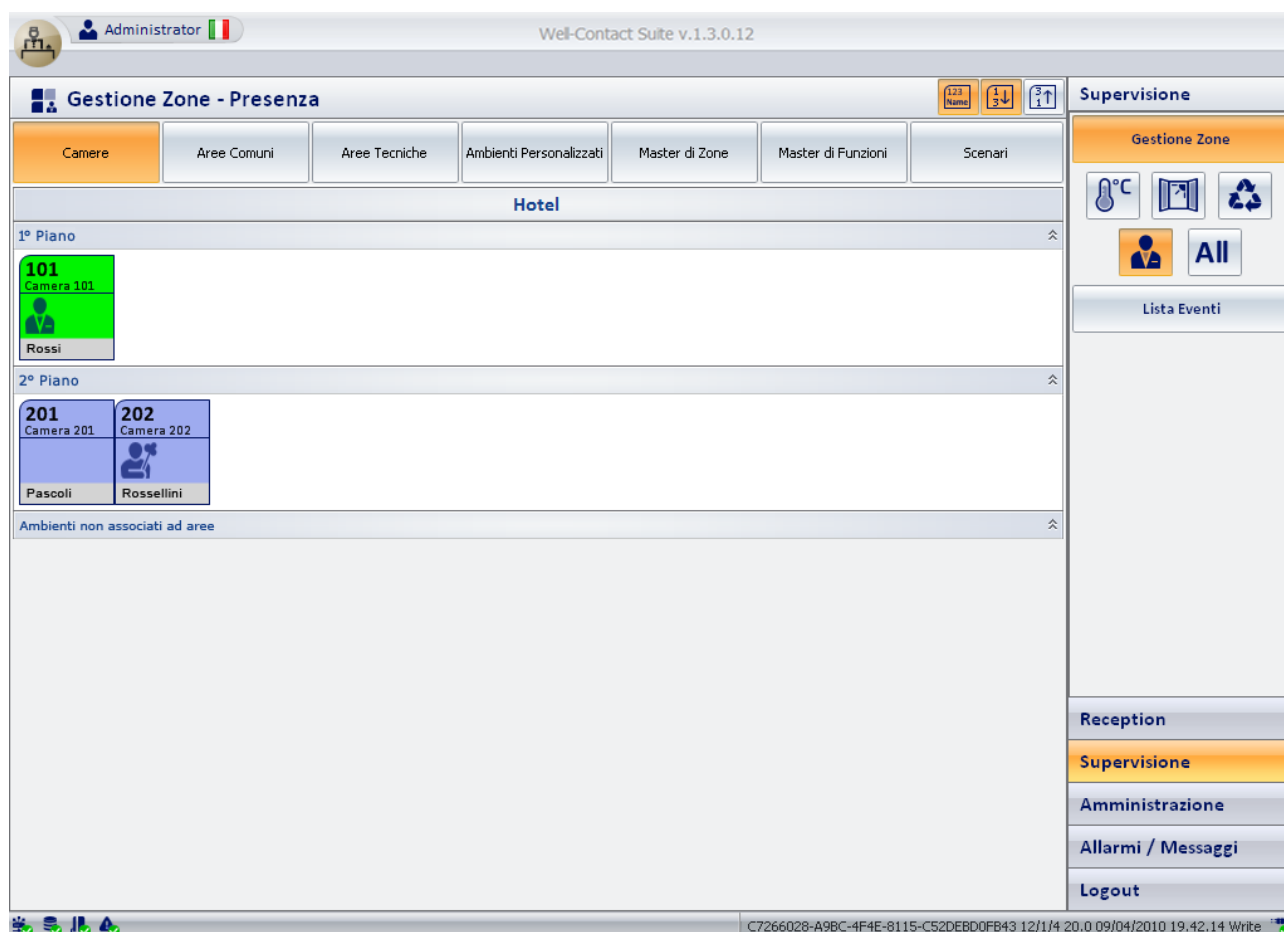 Administrator
Well-Contact Suite v.1.3.0.12
Gestione Zone - Presenza
123 Name
1 3
3 1
Supervisione
Camere
Aree Comuni
Aree Tecniche
Ambienti Personalizzati
Master di Zone
Master di Funzioni
Scenari
Gestione Zone
°C
All
Lista Eventi
Hotel
1° Piano
101
Camera 101
Rossi
2° Piano
201
Camera 201
Pascoli
202
Camera 202
Rossellini
Ambienti non associati ad aree
Reception
Supervisione
Amministrazione
Allarmi / Messaggi
Logout
C7266028-A9BC-4F4E-8115-C52DEBD0FB43 12/1/4 20.0 09/04/2010 19.42.14 Write